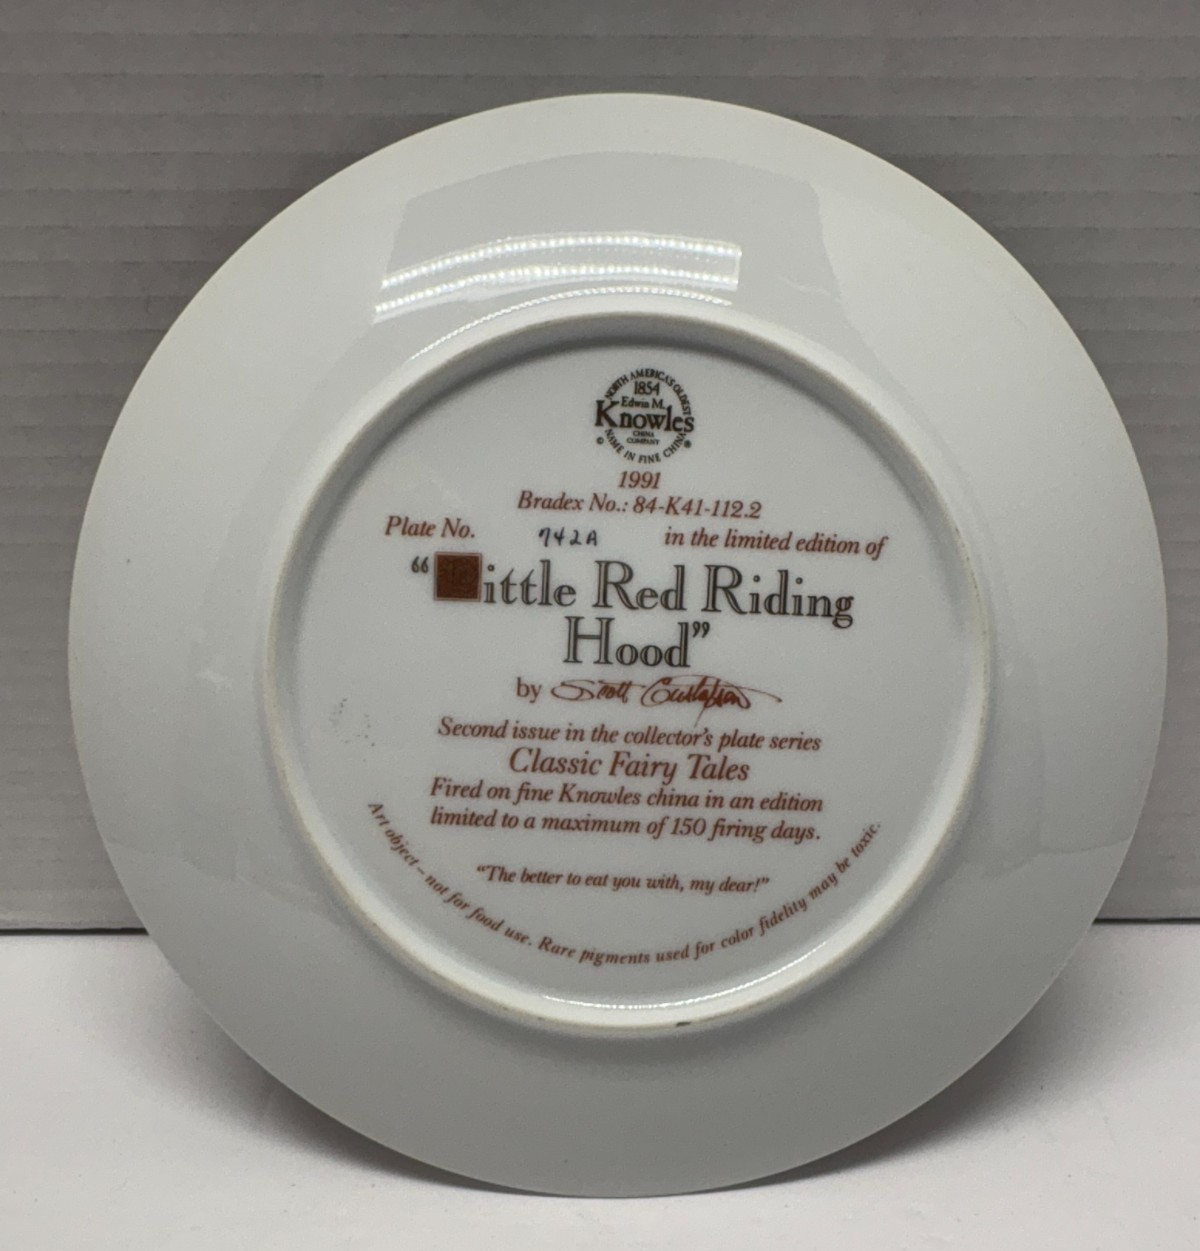 NORTH AMERICA'S OLDEST
1854
Edwin M.
Knowles
CHINA
COMPANY
© NAME IN FINE CHINA ®
1991
Bradex No.: 84-K41-112.2
Plate No. 742A in the limited edition of
“Little Red Riding
Hood”
by Scott Gustafson
Second issue in the collector's plate series
Classic Fairy Tales
Fired on fine Knowles china in an edition
limited to a maximum of 150 firing days.
“The better to eat you with, my dear!”
Art object – not for food use. Rare pigments used for color fidelity may be toxic.